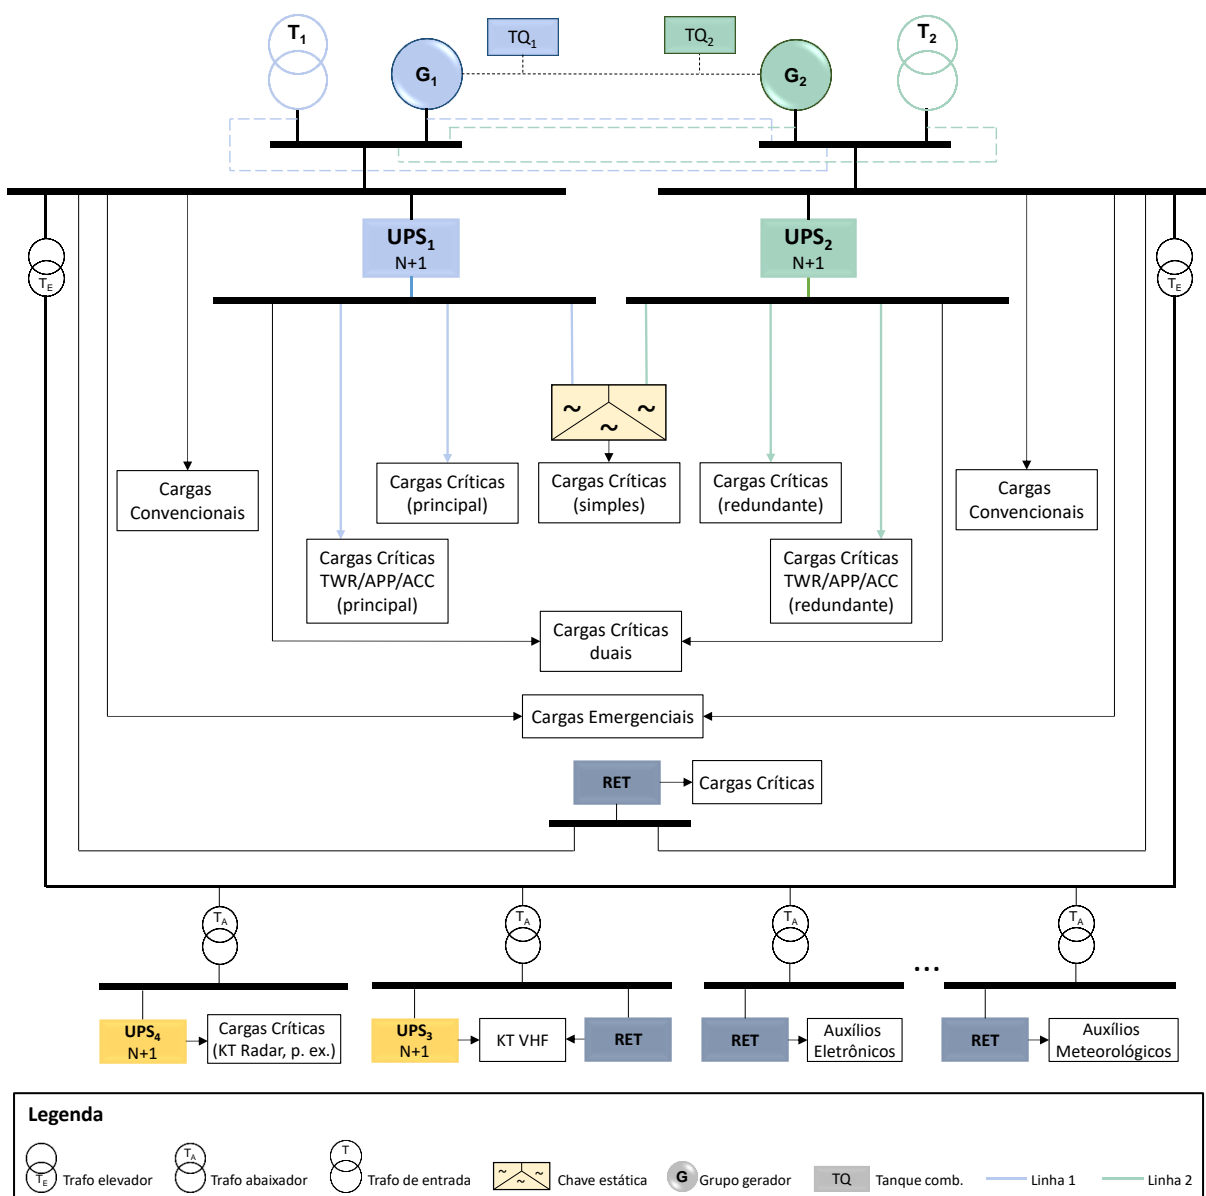 T1
TQ1
TQ2
T2
G1
G2
UPS1
N+1
UPS2
N+1
TE
TE
~ ~ ~
Cargas
Convencionais
Cargas Críticas
(principal)
Cargas Críticas
(simples)
Cargas Críticas
(redundante)
Cargas
Convencionais
Cargas Críticas
TWR/APP/ACC
(principal)
Cargas Críticas
TWR/APP/ACC
(redundante)
Cargas Críticas
duais
Cargas Emergenciais
RET
Cargas Críticas
TA
TA
TA
TA
...
UPS4
N+1
Cargas Críticas
(KT Radar, p. ex.)
UPS3
N+1
KT VHF
RET
RET
Auxílios
Eletrônicos
RET
Auxílios
Meteorológicos
Legenda
TE Trafo elevador
TA Trafo abaixador
T Trafo de entrada
~ ~ ~ Chave estática
G Grupo gerador
TQ Tanque comb.
Linha 1
Linha 2